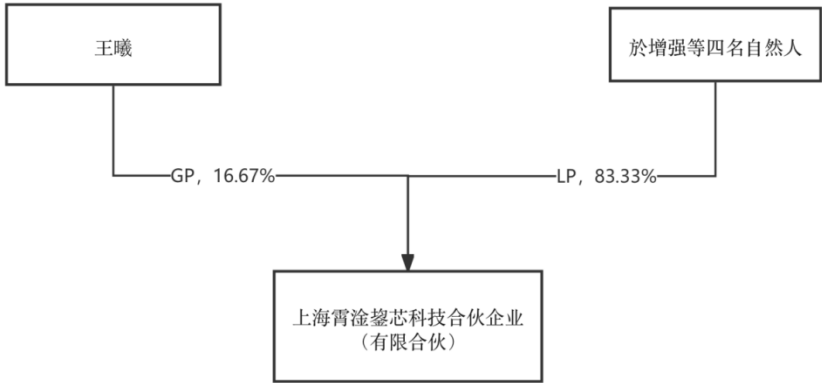 王曦
於增强等四名自然人
GP，16.67%
LP，83.33%
上海霄淦鋆芯科技合伙企业
（有限合伙）